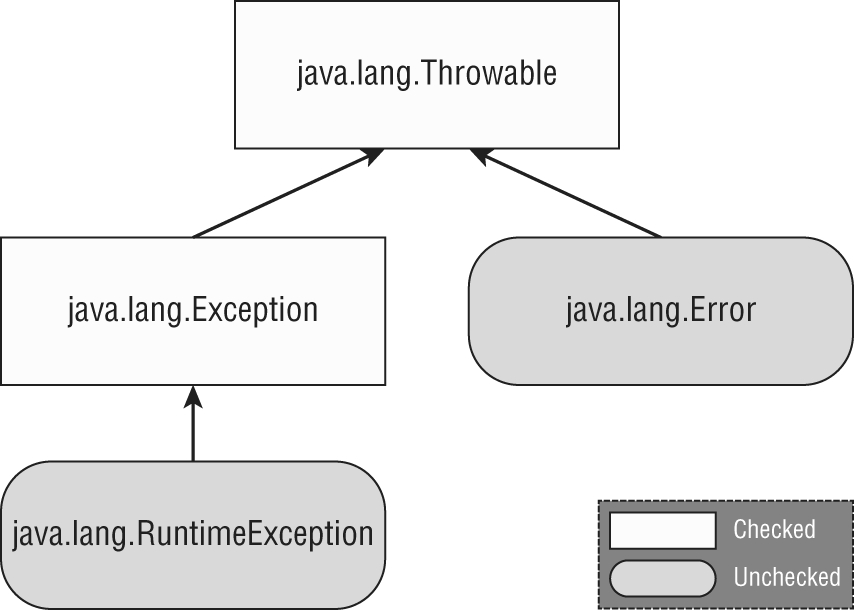 java.lang.Throwable
java.lang.Exception
java.lang.Error
java.lang.RuntimeException
Checked
Unchecked